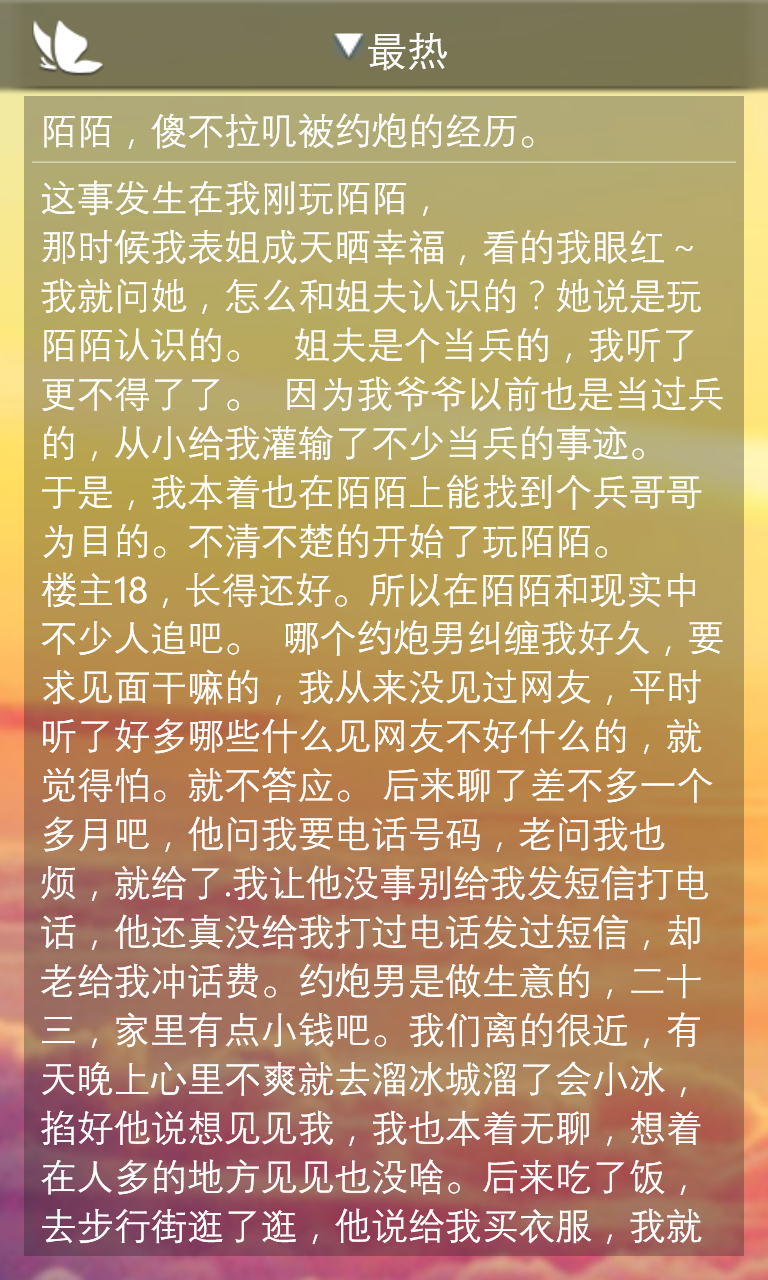 最热
陌陌，傻不拉叽被约炮的经历。
这事发生在我刚玩陌陌，
那时候我表姐成天晒幸福，看的我眼红～
我就问她，怎么和姐夫认识的？她说是玩
陌陌认识的。 姐夫是个当兵的，我听了
更不得了了。 因为我爷爷以前也是当过兵
的，从小给我灌输了不少当兵的事迹。
于是，我本着也在陌陌上能找到个兵哥哥
为目的。不清不楚的开始了玩陌陌。
楼主18，长得还好。所以在陌陌和现实中
不少人追吧。 哪个约炮男纠缠我好久，要
求见面干嘛的，我从来没见过网友，平时
听了好多哪些什么见网友不好什么的，就
觉得怕。就不答应。 后来聊了差不多一个
多月吧，他问我要电话号码，老问我也
烦，就给了.我让他没事别给我发短信打电
话，他还真没给我打过电话发过短信，却
老给我冲话费。约炮男是做生意的，二十
三，家里有点小钱吧。我们离的很近，有
天晚上心里不爽就去溜冰城溜了会小冰，
掐好他说想见见我，我也本着无聊，想着
在人多的地方见见也没啥。后来吃了饭，
去步行街逛了逛，他说给我买衣服，我就